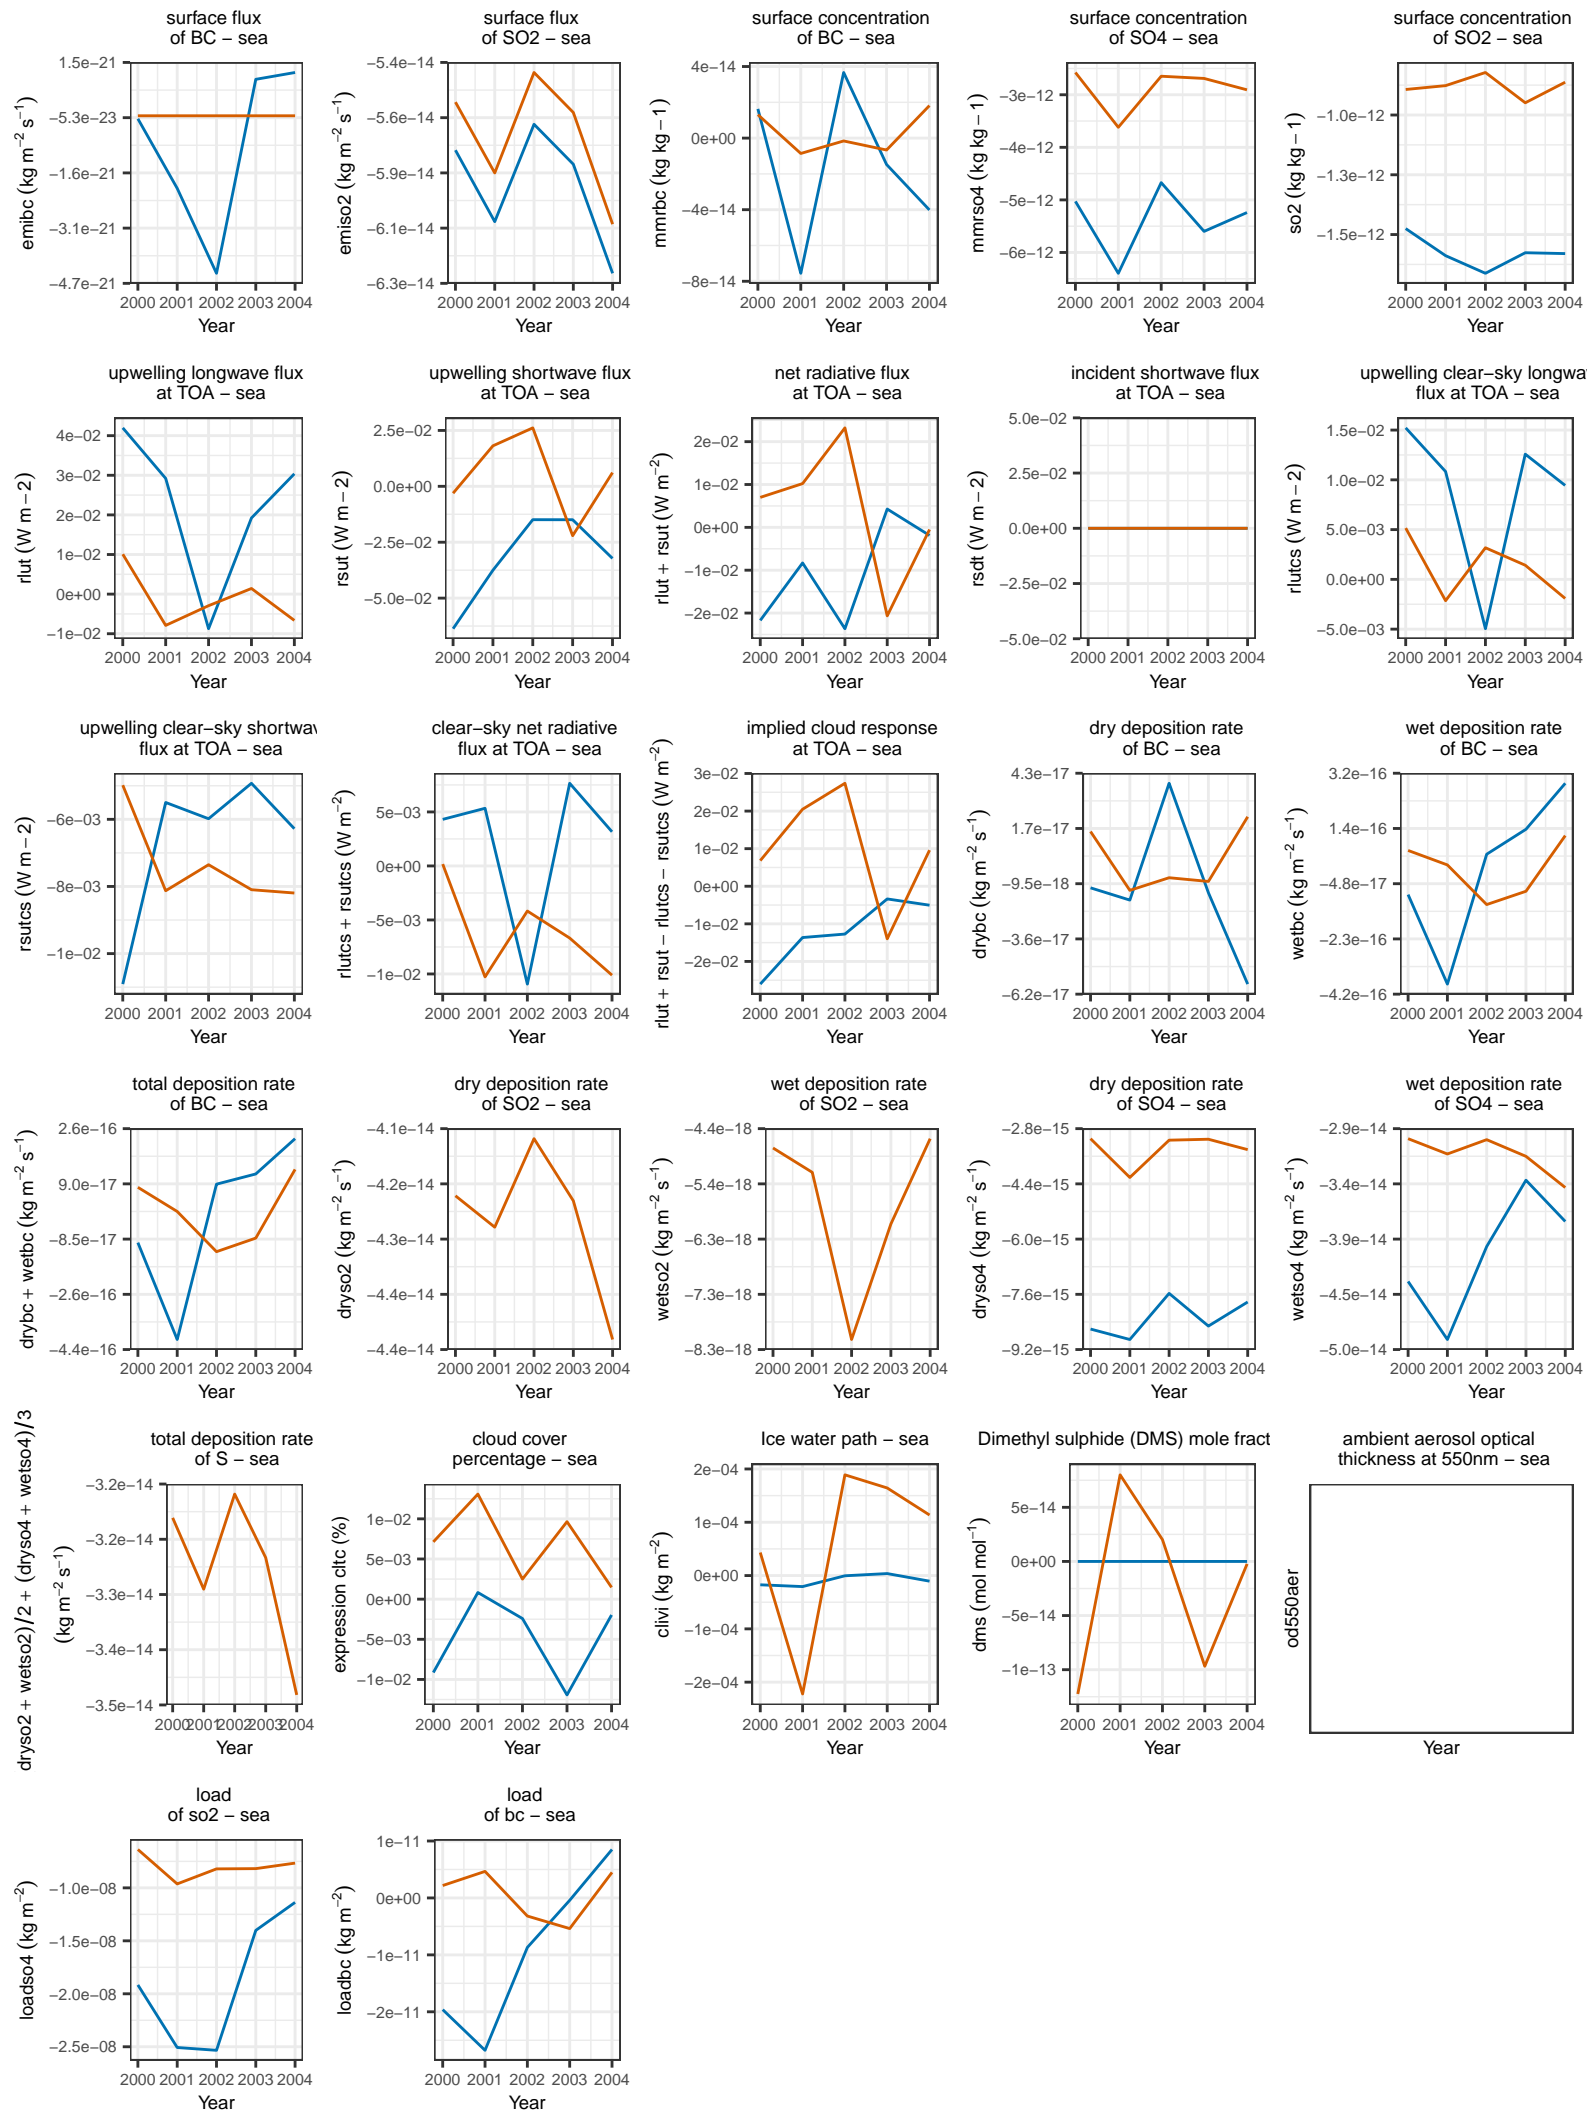 surface flux
of BC − sea
1.5e−21
−5.3e−23
−1.6e−21
−3.1e−21
−4.7e−21
emibc (kg m−2 s−1)
2000 2001 2002 2003 2004
Year
surface flux
of SO2 − sea
−5.4e−14
−5.6e−14
−5.9e−14
−6.1e−14
−6.3e−14
emiso2 (kg m−2 s−1)
2000 2001 2002 2003 2004
Year
surface concentration
of BC − sea
4e−14
0e+00
−4e−14
−8e−14
mmrbc (kg kg − 1)
2000 2001 2002 2003 2004
Year
surface concentration
of SO4 − sea
−3e−12
−4e−12
−5e−12
−6e−12
mmrso4 (kg kg − 1)
2000 2001 2002 2003 2004
Year
surface concentration
of SO2 − sea
−1.0e−12
−1.3e−12
−1.5e−12
so2 (kg kg − 1)
2000 2001 2002 2003 2004
Year
upwelling longwave flux
at TOA − sea
4e−02
3e−02
2e−02
1e−02
0e+00
−1e−02
rlut (W m − 2)
2000 2001 2002 2003 2004
Year
upwelling shortwave flux
at TOA − sea
2.5e−02
0.0e+00
−2.5e−02
−5.0e−02
rsut (W m − 2)
2000 2001 2002 2003 2004
Year
net radiative flux
at TOA − sea
2e−02
1e−02
0e+00
−1e−02
−2e−02
rlut + rsut (W m−2)
2000 2001 2002 2003 2004
Year
incident shortwave flux
at TOA − sea
5.0e−02
2.5e−02
0.0e+00
−2.5e−02
−5.0e−02
rsdt (W m − 2)
2000 2001 2002 2003 2004
Year
upwelling clear−sky longwa
flux at TOA − sea
1.5e−02
1.0e−02
5.0e−03
0.0e+00
−5.0e−03
rlutcs (W m − 2)
2000 2001 2002 2003 2004
Year
upwelling clear−sky shortwav
flux at TOA − sea
−6e−03
−8e−03
−1e−02
rsutcs (W m − 2)
2000 2001 2002 2003 2004
Year
clear−sky net radiative
flux at TOA − sea
5e−03
0e+00
−5e−03
−1e−02
rlutcs + rsutcs (W m−2)
2000 2001 2002 2003 2004
Year
implied cloud response
at TOA − sea
3e−02
2e−02
1e−02
0e+00
−1e−02
−2e−02
rlut + rsut − rlutcs − rsutcs (W m−2)
2000 2001 2002 2003 2004
Year
dry deposition rate
of BC − sea
4.3e−17
1.7e−17
−9.5e−18
−3.6e−17
−6.2e−17
drybc (kg m−2 s−1)
2000 2001 2002 2003 2004
Year
wet deposition rate
of BC − sea
3.2e−16
1.4e−16
−4.8e−17
−2.3e−16
−4.2e−16
wetbc (kg m−2 s−1)
2000 2001 2002 2003 2004
Year
total deposition rate
of BC − sea
2.6e−16
9.0e−17
−8.5e−17
−2.6e−16
−4.4e−16
drybc + wetbc (kg m−2 s−1)
2000 2001 2002 2003 2004
Year
dry deposition rate
of SO2 − sea
−4.1e−14
−4.2e−14
−4.3e−14
−4.4e−14
−4.4e−14
dryso2 (kg m−2 s−1)
2000 2001 2002 2003 2004
Year
wet deposition rate
of SO2 − sea
−4.4e−18
−5.4e−18
−6.3e−18
−7.3e−18
−8.3e−18
wetso2 (kg m−2 s−1)
2000 2001 2002 2003 2004
Year
dry deposition rate
of SO4 − sea
−2.8e−15
−4.4e−15
−6.0e−15
−7.6e−15
−9.2e−15
dryso4 (kg m−2 s−1)
2000 2001 2002 2003 2004
Year
wet deposition rate
of SO4 − sea
−2.9e−14
−3.4e−14
−3.9e−14
−4.5e−14
−5.0e−14
wetso4 (kg m−2 s−1)
2000 2001 2002 2003 2004
Year
total deposition rate
of S − sea
−3.2e−14
−3.2e−14
−3.3e−14
−3.4e−14
−3.5e−14
dryso2 + wetso2)/2 + (dryso4 + wetso4)/3
(kg m−2 s−1)
2000 2001 2002 2003 2004
Year
cloud cover
percentage − sea
1e−02
5e−03
0e+00
−5e−03
−1e−02
expression cltc (%)
2000 2001 2002 2003 2004
Year
Ice water path − sea
2e−04
1e−04
0e+00
−1e−04
−2e−04
clivi (kg m−2)
2000 2001 2002 2003 2004
Year
Dimethyl sulphide (DMS) mole fract
5e−14
0e+00
−5e−14
−1e−13
dms (mol mol−1)
2000 2001 2002 2003 2004
Year
ambient aerosol optical
thickness at 550nm − sea
od550aer
Year
load
of so2 − sea
−1.0e−08
−1.5e−08
−2.0e−08
−2.5e−08
loadso4 (kg m−2)
2000 2001 2002 2003 2004
Year
load
of bc − sea
1e−11
0e+00
−1e−11
−2e−11
loadbc (kg m−2)
2000 2001 2002 2003 2004
Year